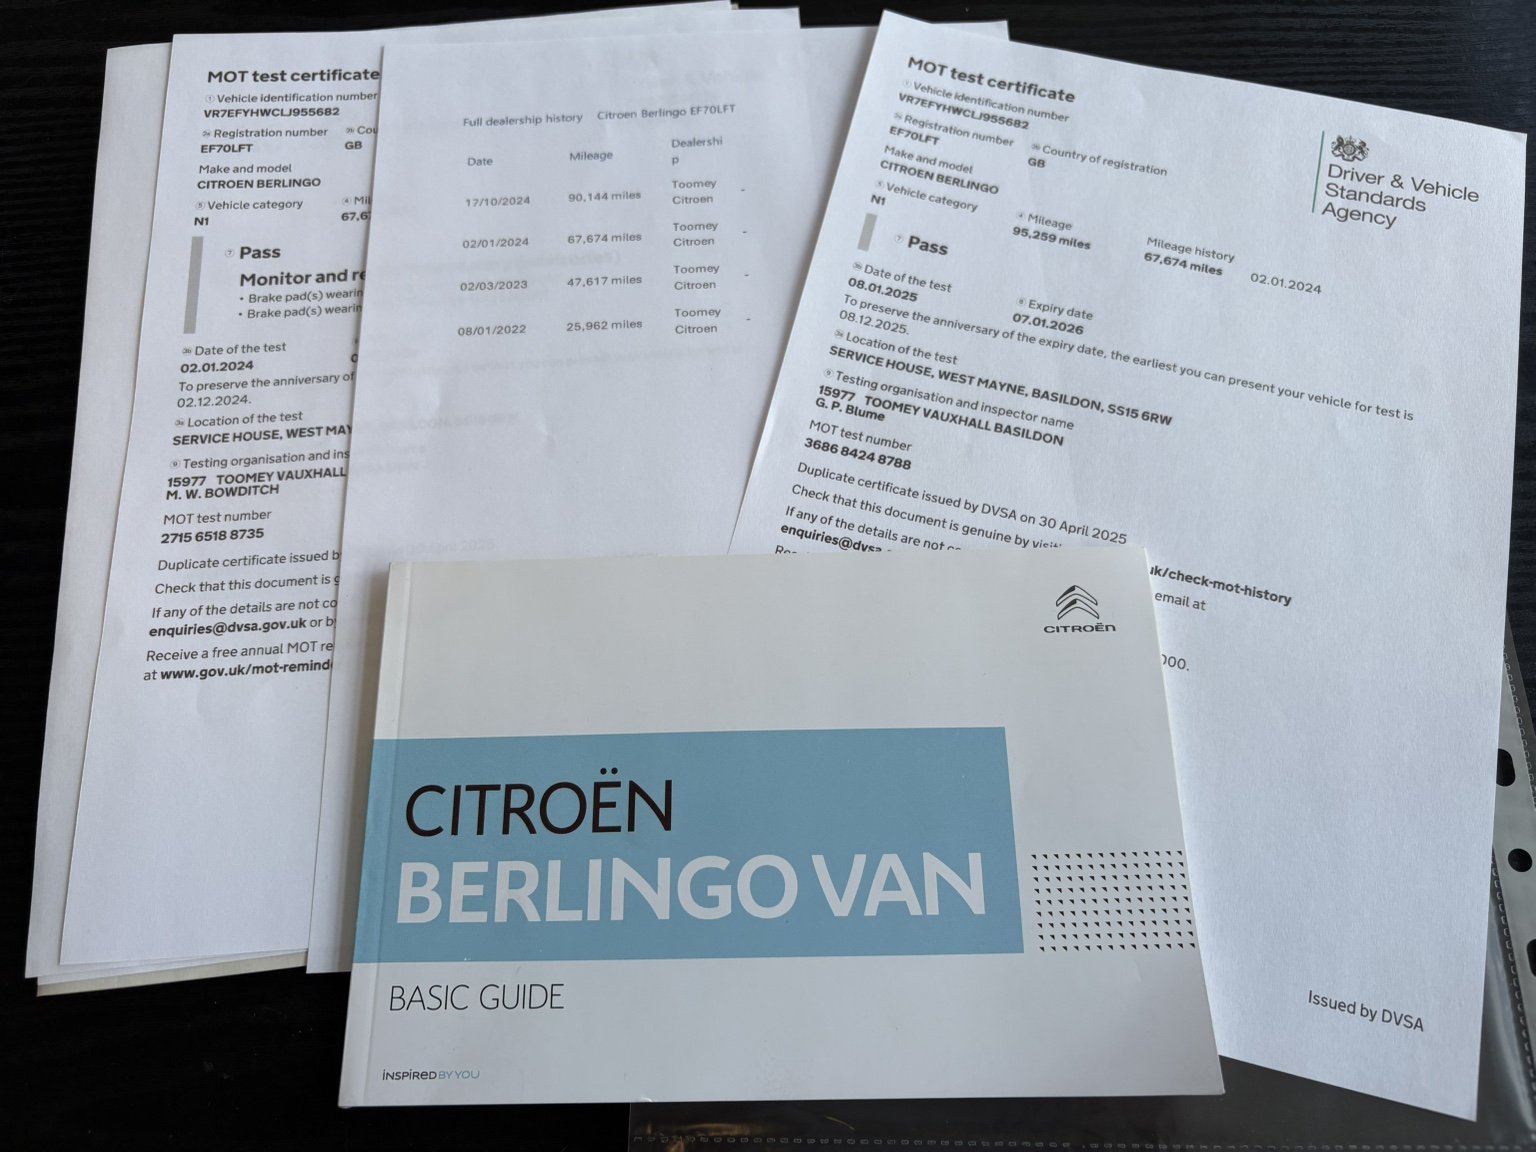 MOT test certificate
① Vehicle identification number
VR7EFYHWCLJ955682
Registration number
EF70LFT
GB
Make and model
CITROEN BERLINGO
⑤ Vehicle category
N1
67,67
⑦ Pass
Monitor and re
• Brake pad(s) wearin
• Brake pad(s) wearin
Date of the test
02.01.2024
To preserve the anniversary of
02.12.2024.
Location of the test
SERVICE HOUSE, WEST MAY
⑨ Testing organisation and ins
15977 TOOMEY VAUXHALL
M. W. BOWDITCH
MOT test number
2715 6518 8735
Duplicate certificate issued b
Check that this document is g
If any of the details are not co
enquiries@dvsa.gov.uk or by
Receive a free annual MOT re
at www.gov.uk/mot-remind
Full dealership history Citroen Berlingo EF70LFT
Date Mileage Dealershi
p
17/10/2024 90,144 miles Toomey
Citroen -
02/01/2024 67,674 miles Toomey
Citroen -
02/03/2023 47,617 miles Toomey
Citroen -
08/01/2022 25,962 miles Toomey
Citroen -
MOT test certificate
① Vehicle identification number
VR7EFYHWCLJ955682
Registration number
EF70LFT
Country of registration
GB
Make and model
CITROEN BERLINGO
⑤ Vehicle category
N1
④ Mileage
95,259 miles
Mileage history
67,674 miles 02.01.2024
⑦ Pass
Date of the test
08.01.2025
⑧ Expiry date
07.01.2026
To preserve the anniversary of the expiry date, the earliest you can present your vehicle for test is
08.12.2025.
Location of the test
SERVICE HOUSE, WEST MAYNE, BASILDON, SS15 6RW
⑨ Testing organisation and inspector name
15977 TOOMEY VAUXHALL BASILDON
G. P. Blume
MOT test number
3686 8424 8788
Duplicate certificate issued by DVSA on 30 April 2025
Check that this document is genuine by visiti
uk/check-mot-history
If any of the details are not co
email at
enquiries@dvsa
000.
Driver & Vehicle
Standards
Agency
Issued by DVSA
CITROËN
CITROËN
BERLINGO VAN
BASIC GUIDE
INSPIRED BY YOU